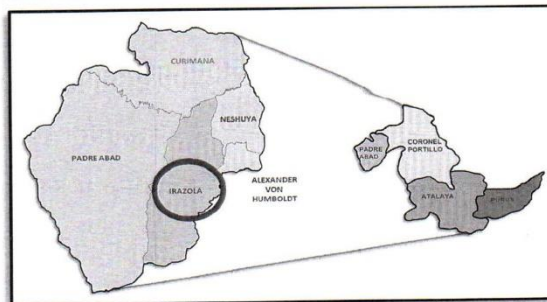 CURIMANA
NESHUYA
PADRE ABAD
IRAZOLA
ALEXANDER
VON
HUMBOLDT
PADRE
ABAD
CORONEL
PORTILLO
ATALAYA
PURUS